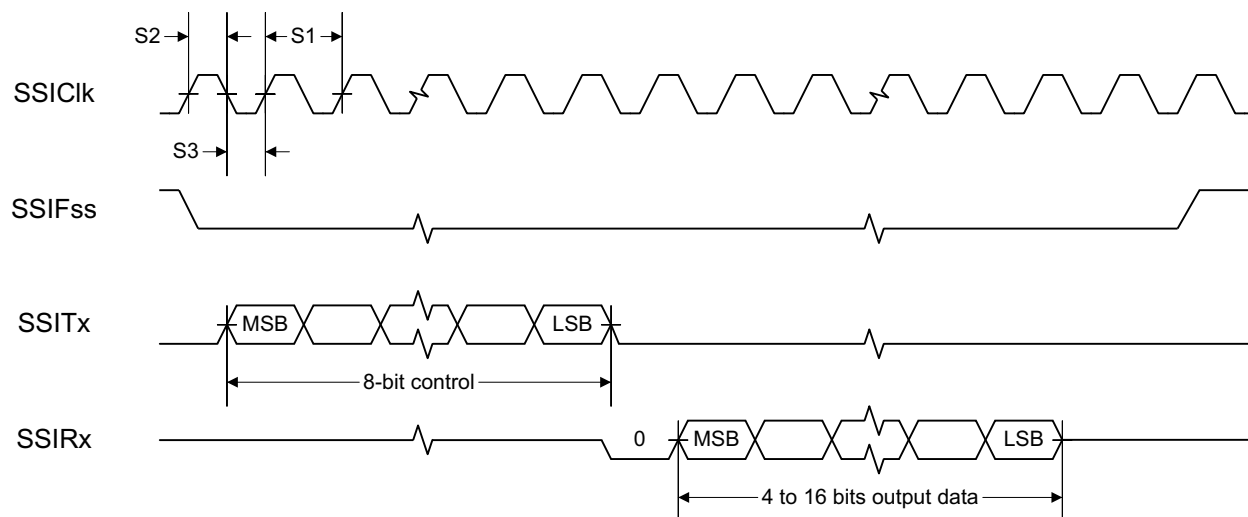 S2
S1
SSIClk
S3
SSIFss
SSITx
MSB
LSB
8-bit control
SSIRx
0
MSB
LSB
4 to 16 bits output data